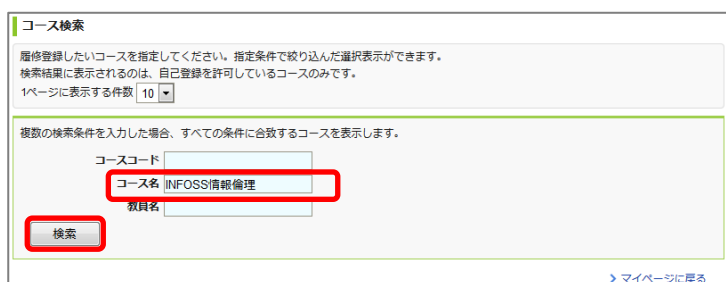 コース検索
履修登録したいコースを指定してください。指定条件で絞り込んだ選択表示ができます。
検索結果に表示されるのは、自己登録を許可しているコースのみです。
1ページに表示する件数 10
複数の検索条件を入力した場合、すべての条件に合致するコースを表示します。
コースコード
コース名 INFOSS情報倫理
教員名
検索
マイページに戻る